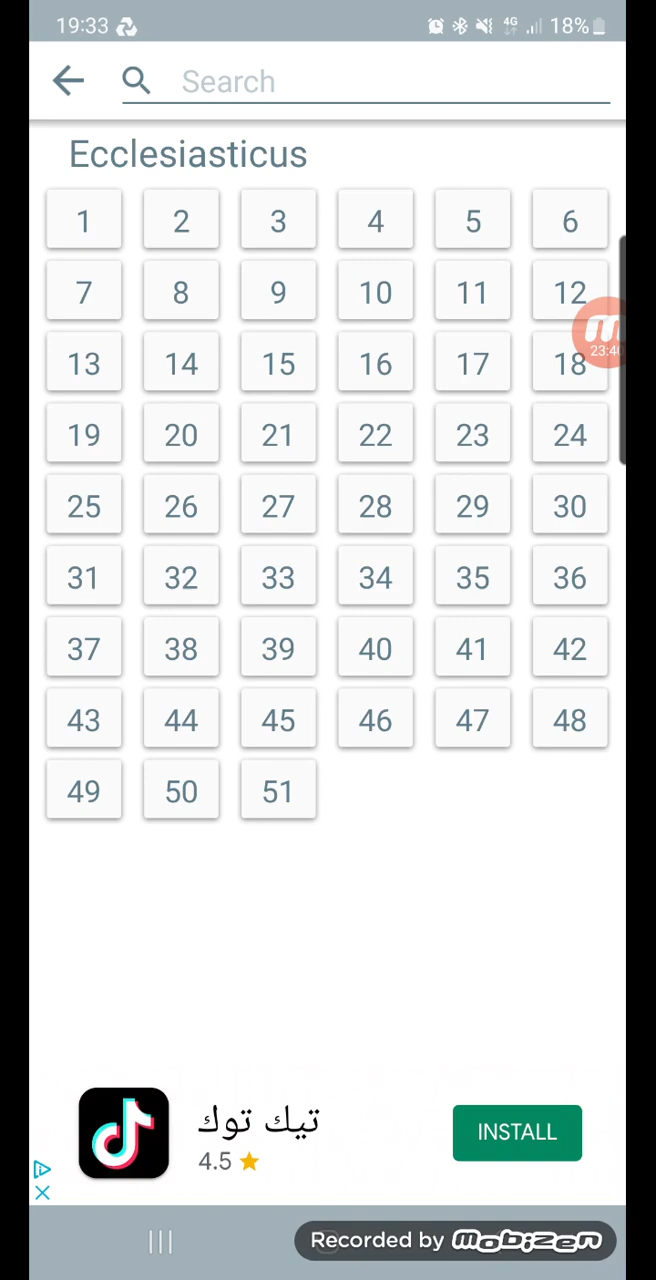 19:33 4G 18%
Search
Ecclesiasticus
1 2 3 4 5 6
7 8 9 10 11 12
13 14 15 16 17 18
19 20 21 22 23 24
25 26 27 28 29 30
31 32 33 34 35 36
37 38 39 40 41 42
43 44 45 46 47 48
49 50 51
23:40
تيك توك
4.5
INSTALL
Recorded by mobizen